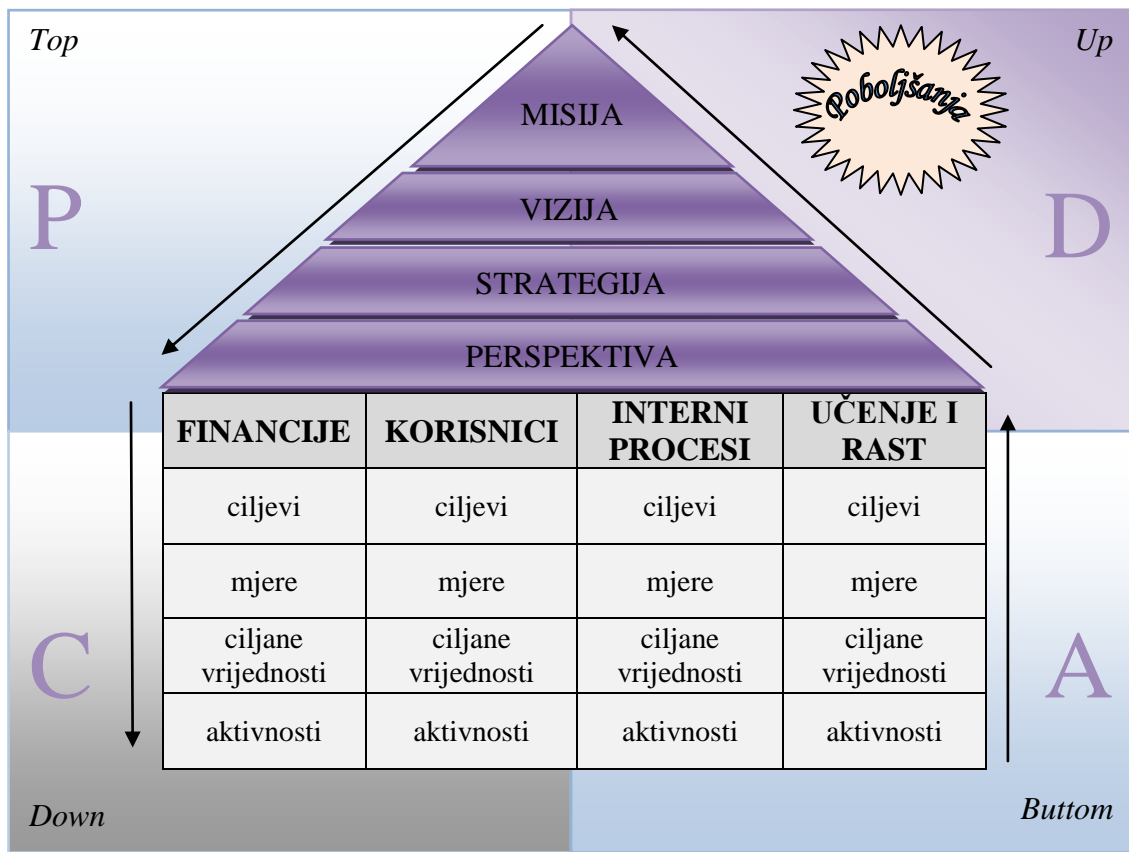 Top
Up
Poboljšanja
MISIJA
P
D
VIZIJA
STRATEGIJA
PERSPEKTIVA
FINANCIJE
KORISNICI
INTERNI
PROCESI
UČENJE I
RAST
ciljevi
ciljevi
ciljevi
ciljevi
mjere
mjere
mjere
mjere
C
A
ciljane
vrijednosti
ciljane
vrijednosti
ciljane
vrijednosti
ciljane
vrijednosti
aktivnosti
aktivnosti
aktivnosti
aktivnosti
Down
Buttom